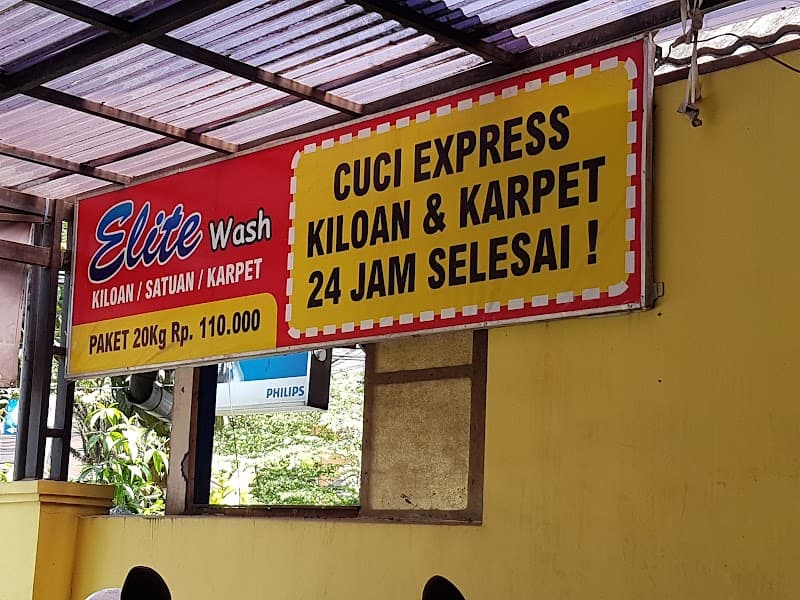 Elite Wash
KILOAN / SATUAN / KARPET
PAKET 20Kg Rp. 110.000
CUCI EXPRESS
KILOAN & KARPET
24 JAM SELESAI !
PHILIPS